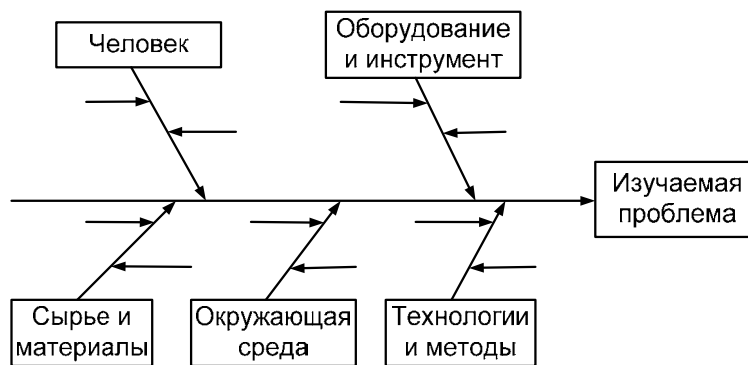 Человек
Оборудование
и инструмент
Изучаемая
проблема
Сырье и
материалы
Окружающая
среда
Технологии
и методы